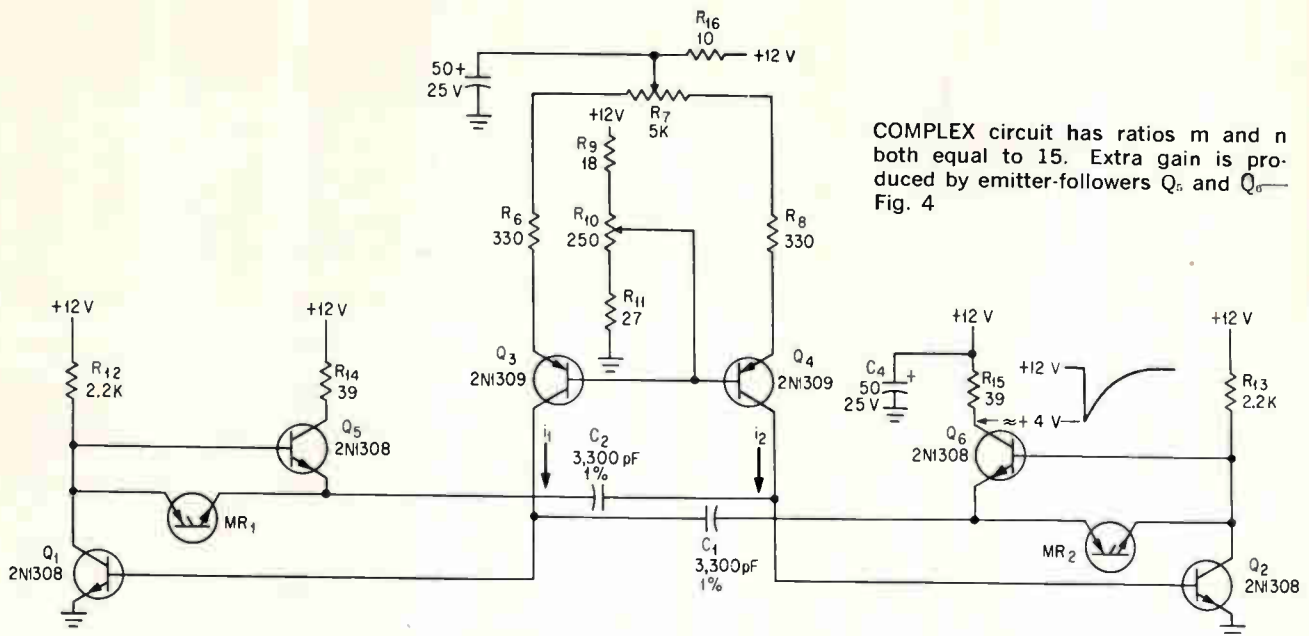 R16
10
+12 V
50+
25 V
R7
5K
+12V
R9
18
COMPLEX circuit has ratios m and n
both equal to 15. Extra gain is pro-
duced by emitter-followers Q5 and Q6—
Fig. 4
R6
330
R10
250
R8
330
R11
27
+12 V
R12
2.2K
+12 V
R14
39
Q3
2N1309
Q4
2N1309
+12 V
C4
50
25 V
+
R15
39
+12 V
≈+ 4 V
+12 V
R13
2.2K
Q5
2N1308
i1
C2
3,300 pF
1%
i2
Q6
2N1308
MR1
C1
3,300pF
1%
MR2
Q1
2N1308
Q2
2N1308